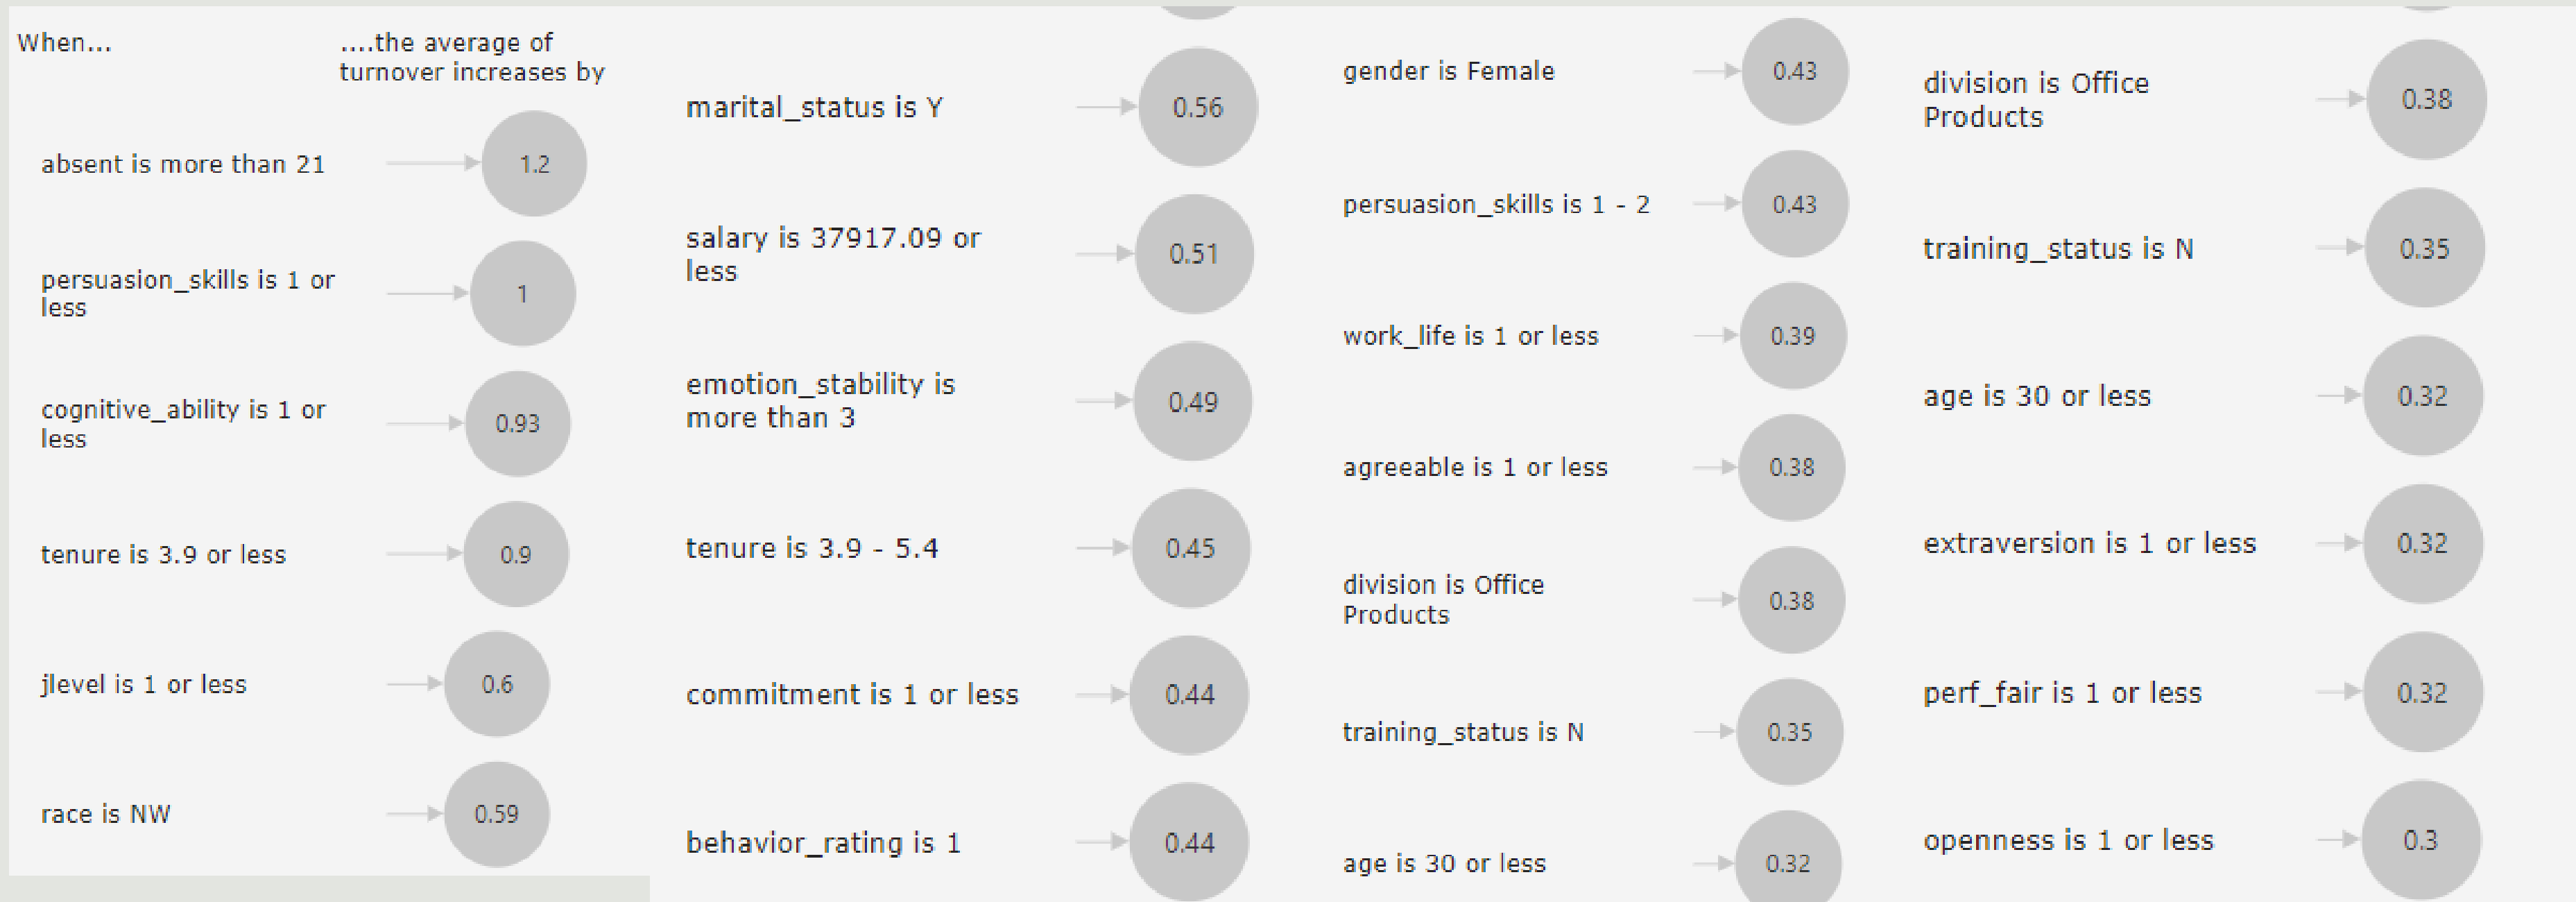 When...
....the average of
turnover increases by
absent is more than 21
1.2
persuasion_skills is 1 or
less
1
cognitive_ability is 1 or
less
0.93
tenure is 3.9 or less
0.9
jlevel is 1 or less
0.6
race is NW
0.59
marital_status is Y
0.56
salary is 37917.09 or
less
0.51
emotion_stability is
more than 3
0.49
tenure is 3.9 - 5.4
0.45
commitment is 1 or less
0.44
behavior_rating is 1
0.44
gender is Female
0.43
persuasion_skills is 1 - 2
0.43
work_life is 1 or less
0.39
agreeable is 1 or less
0.38
division is Office
Products
0.38
training_status is N
0.35
age is 30 or less
0.32
division is Office
Products
0.38
training_status is N
0.35
age is 30 or less
0.32
extraversion is 1 or less
0.32
perf_fair is 1 or less
0.32
openness is 1 or less
0.3